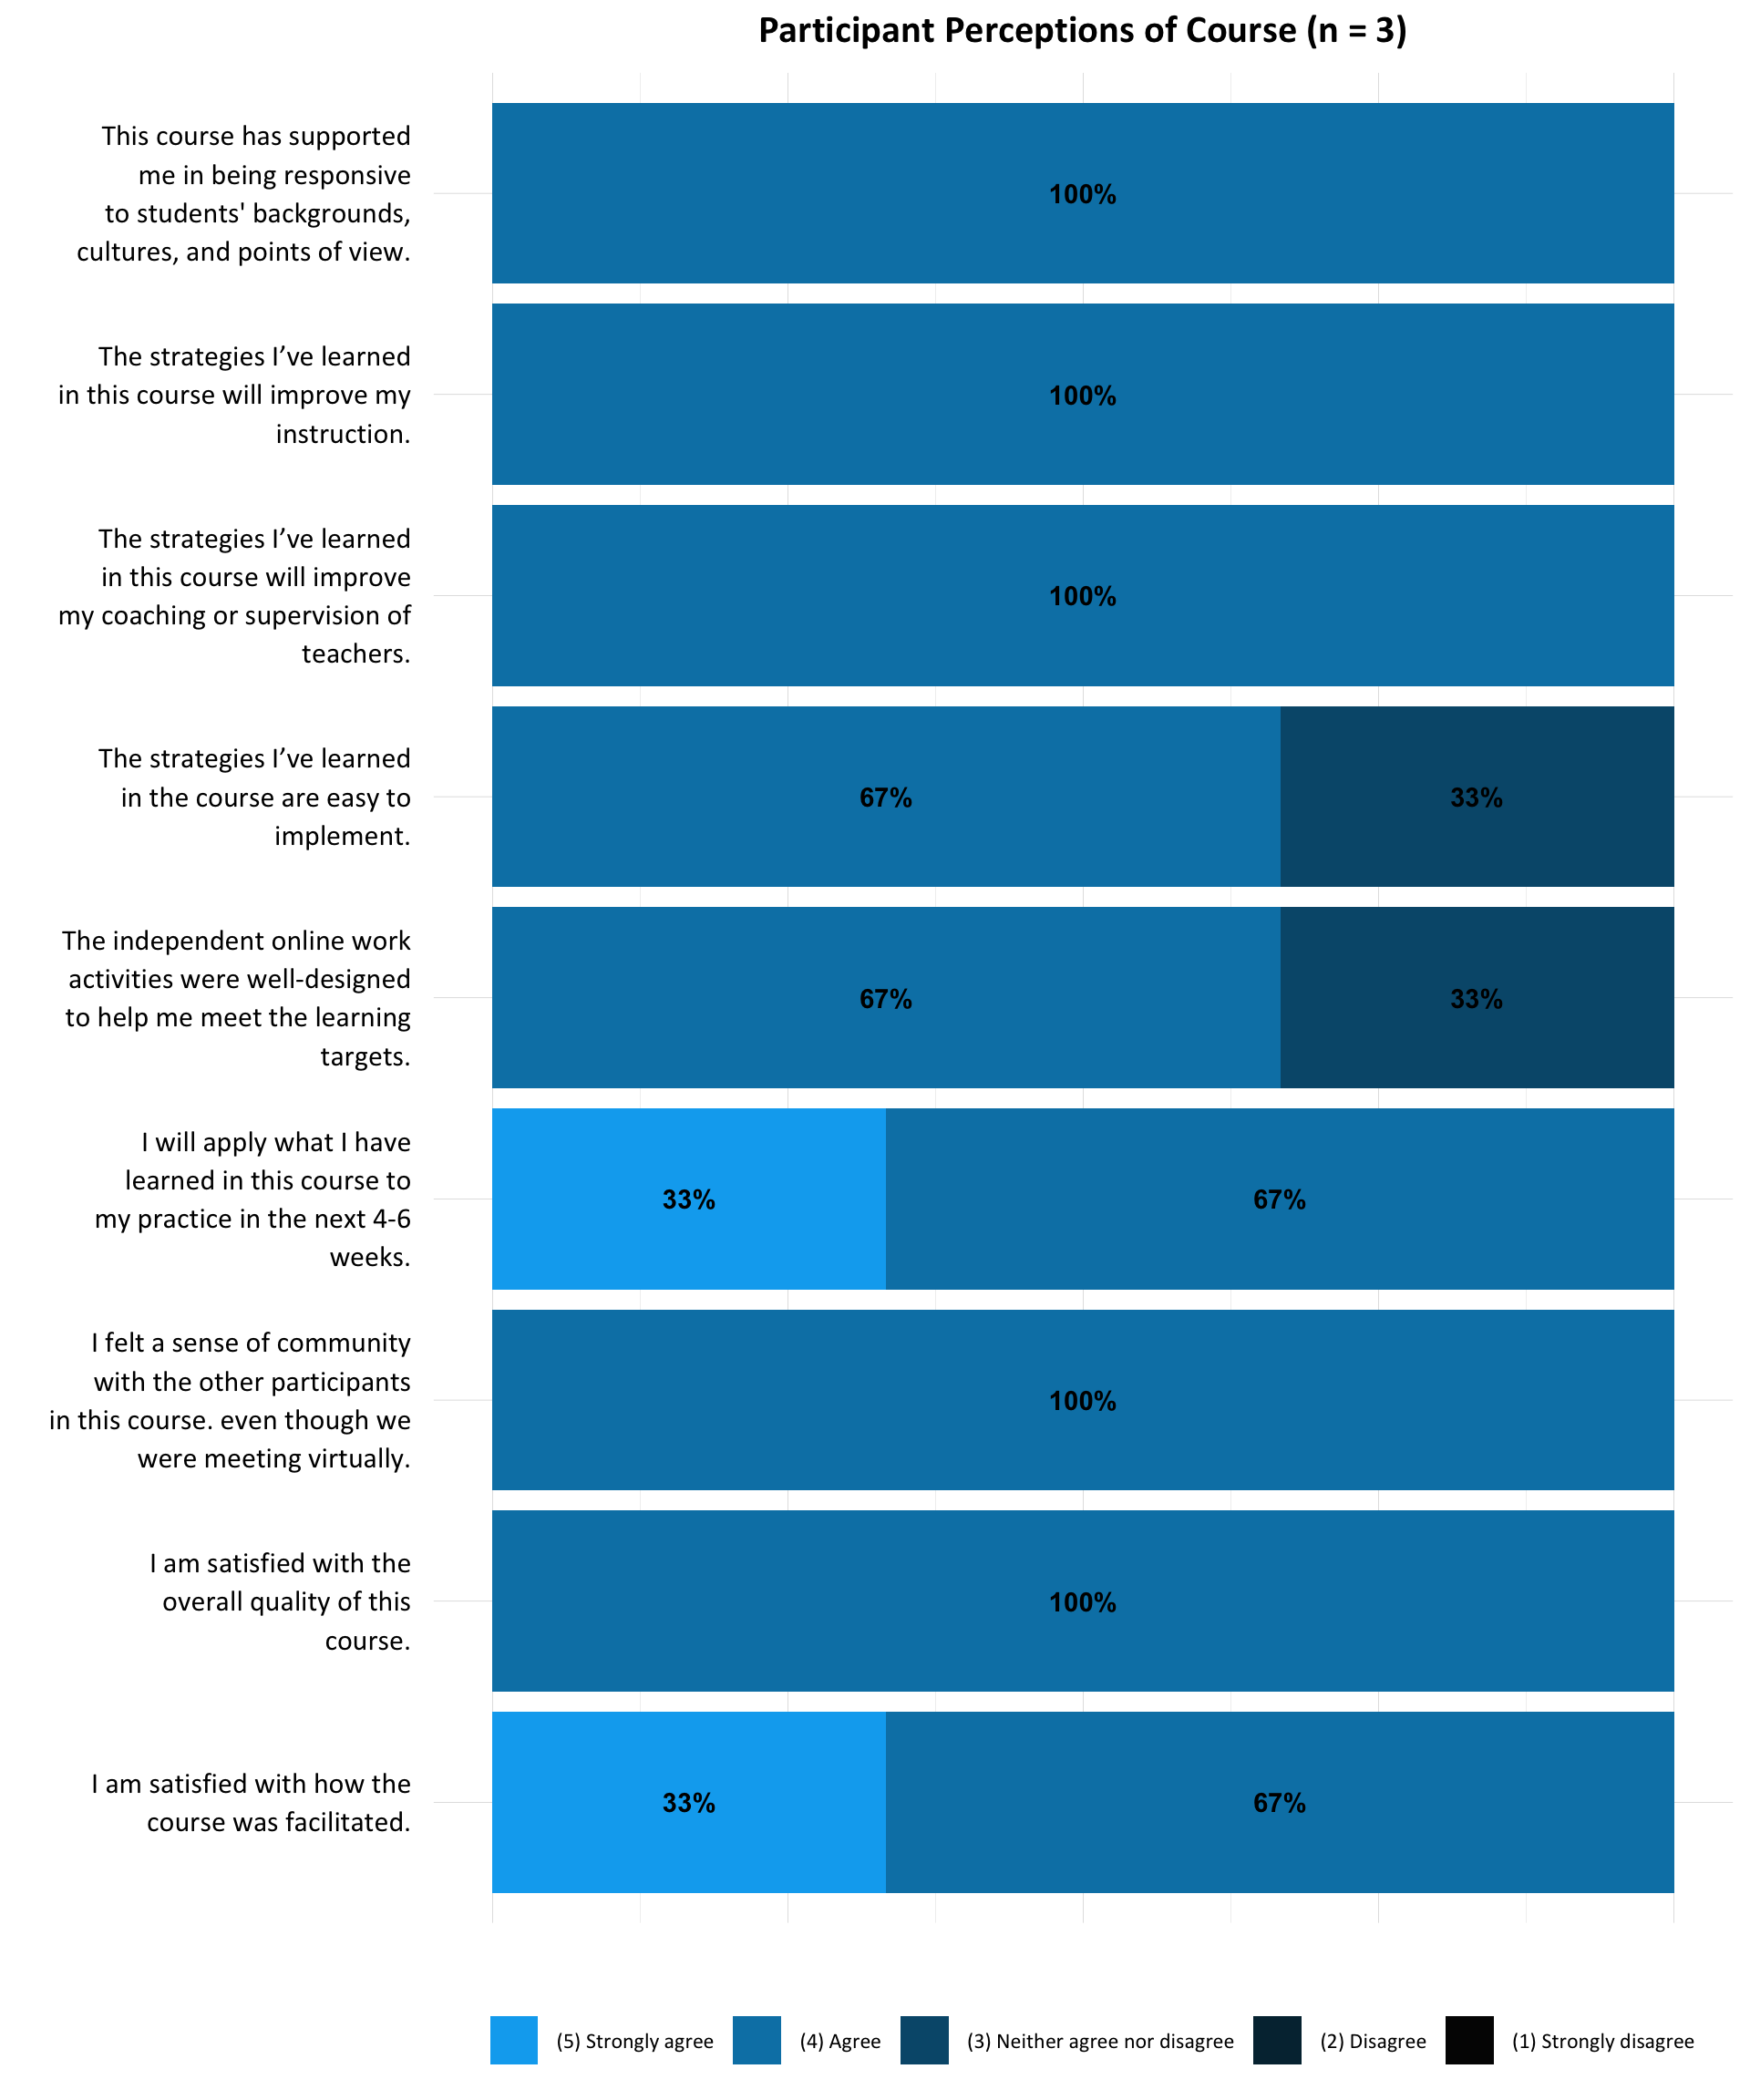 Participant Perceptions of Course (n = 3)
This course has supported
me in being responsive
to students' backgrounds,
cultures, and points of view.
100%
The strategies I’ve learned
in this course will improve my
instruction.
100%
The strategies I’ve learned
in this course will improve
my coaching or supervision of
teachers.
100%
The strategies I’ve learned
in the course are easy to
implement.
67%
33%
The independent online work
activities were well-designed
to help me meet the learning
targets.
67%
33%
I will apply what I have
learned in this course to
my practice in the next 4-6
weeks.
33%
67%
I felt a sense of community
with the other participants
in this course. even though we
were meeting virtually.
100%
I am satisfied with the
overall quality of this
course.
100%
I am satisfied with how the
course was facilitated.
33%
67%
(5) Strongly agree
(4) Agree
(3) Neither agree nor disagree
(2) Disagree
(1) Strongly disagree